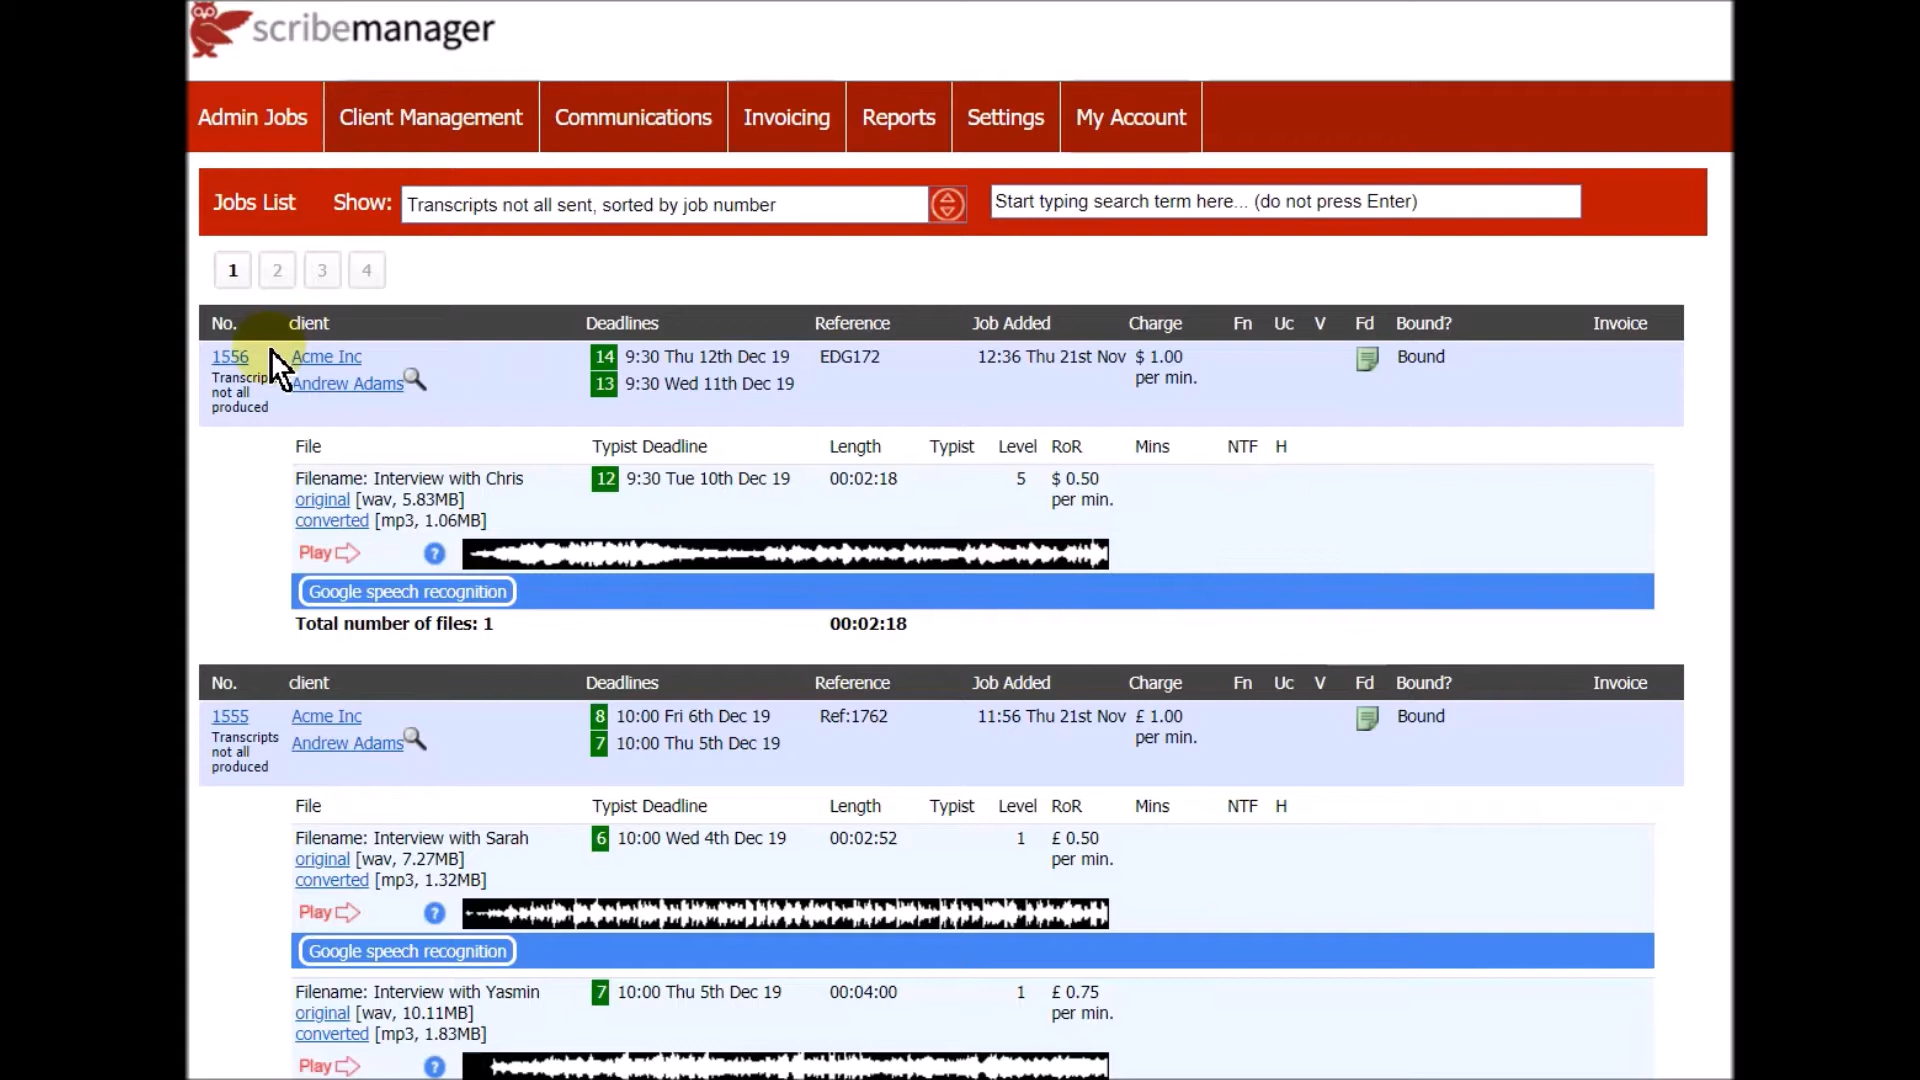 scribemanager
Admin Jobs Client Management Communications Invoicing Reports Settings My Account
Jobs List Show: Transcripts not all sent, sorted by job number Start typing search term here... (do not press Enter)
1 2 3 4
No. client Deadlines Reference Job Added Charge Fn Uc V Fd Bound? Invoice
1556 Acme Inc 14 9:30 Thu 12th Dec 19 EDG172 12:36 Thu 21st Nov $ 1.00 Bound
per min.
Andrew Adams 13 9:30 Wed 11th Dec 19
not all
produced
File Typist Deadline Length Typist Level RoR Mins NTF H
Filename: Interview with Chris 12 9:30 Tue 10th Dec 19 00:02:18 5 $ 0.50
original [wav, 5.83MB] per min.
converted [mp3, 1.06MB]
Play ?
Google speech recognition
Total number of files: 1 00:02:18
No. client Deadlines Reference Job Added Charge Fn Uc V Fd Bound? Invoice
1555 Acme Inc 8 10:00 Fri 6th Dec 19 Ref:1762 11:56 Thu 21st Nov £ 1.00 Bound
Transcripts per min.
Andrew Adams 7 10:00 Thu 5th Dec 19
not all
produced
File Typist Deadline Length Typist Level RoR Mins NTF H
Filename: Interview with Sarah 6 10:00 Wed 4th Dec 19 00:02:52 1 £ 0.50
original [wav, 7.27MB] per min.
converted [mp3, 1.32MB]
Play ?
Google speech recognition
Filename: Interview with Yasmin 7 10:00 Thu 5th Dec 19 00:04:00 1 £ 0.75
original [wav, 10.11MB] per min.
converted [mp3, 1.83MB]
Play ?